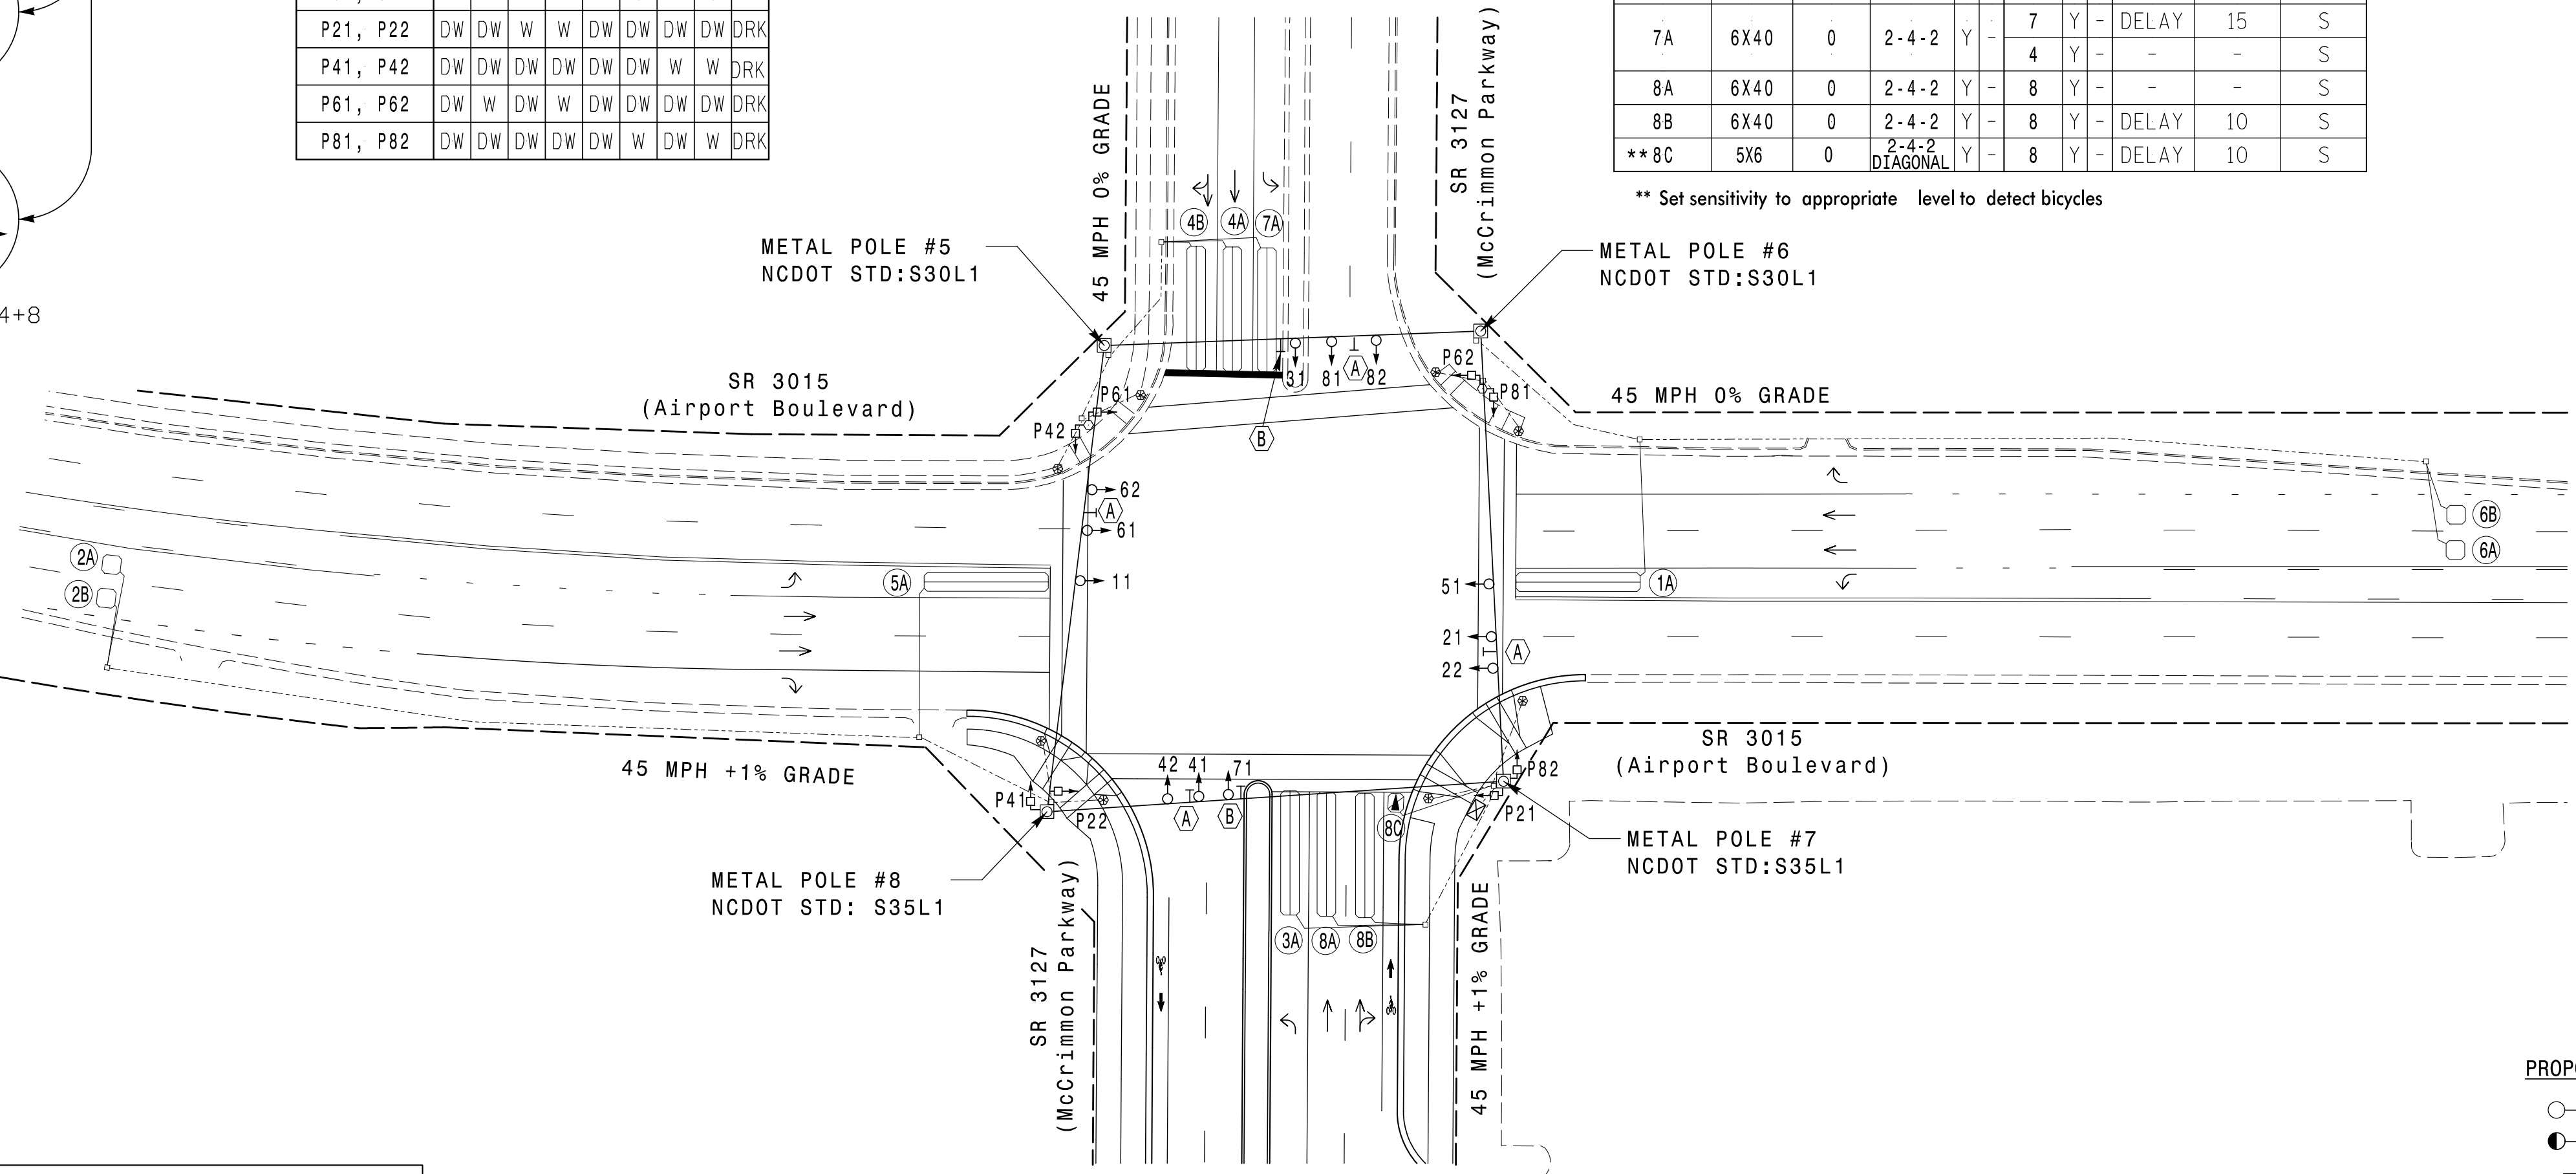 P21, P22 DW DW W W DW DW DW DW DRK
P41, P42 DW DW DW DW DW DW W W DRK
P61, P62 DW W DW W DW DW DW DW DRK
P81, P82 DW DW DW DW DW W DW W DRK
7A 6X40 0 2-4-2 Y - 7 Y - DELAY 15 S
4 Y - - - S
8A 6X40 0 2-4-2 Y - 8 Y - - - S
8B 6X40 0 2-4-2 Y - 8 Y - DELAY 10 S
**8C 5X6 0 2-4-2 DIAGONAL Y - 8 Y - DELAY 10 S
** Set sensitivity to appropriate level to detect bicycles
45 MPH 0% GRADE
SR 3127
(McCrimmon Parkway)
4B 4A 7A
METAL POLE #5
NCDOT STD:S30L1
METAL POLE #6
NCDOT STD:S30L1
4+8
31 81 A 82
P62
P81
B
SR 3015
(Airport Boulevard)
45 MPH 0% GRADE
P61
P42
62
A
61
11
6B
6A
2A
2B
5A
51
1A
21
A
22
45 MPH +1% GRADE
SR 3015
(Airport Boulevard)
42 41 71
P82
P41
P22
A
B
8C
P21
METAL POLE #7
NCDOT STD:S35L1
METAL POLE #8
NCDOT STD: S35L1
3A 8A 8B
SR 3127
(McCrimmon Parkway)
45 MPH +1% GRADE